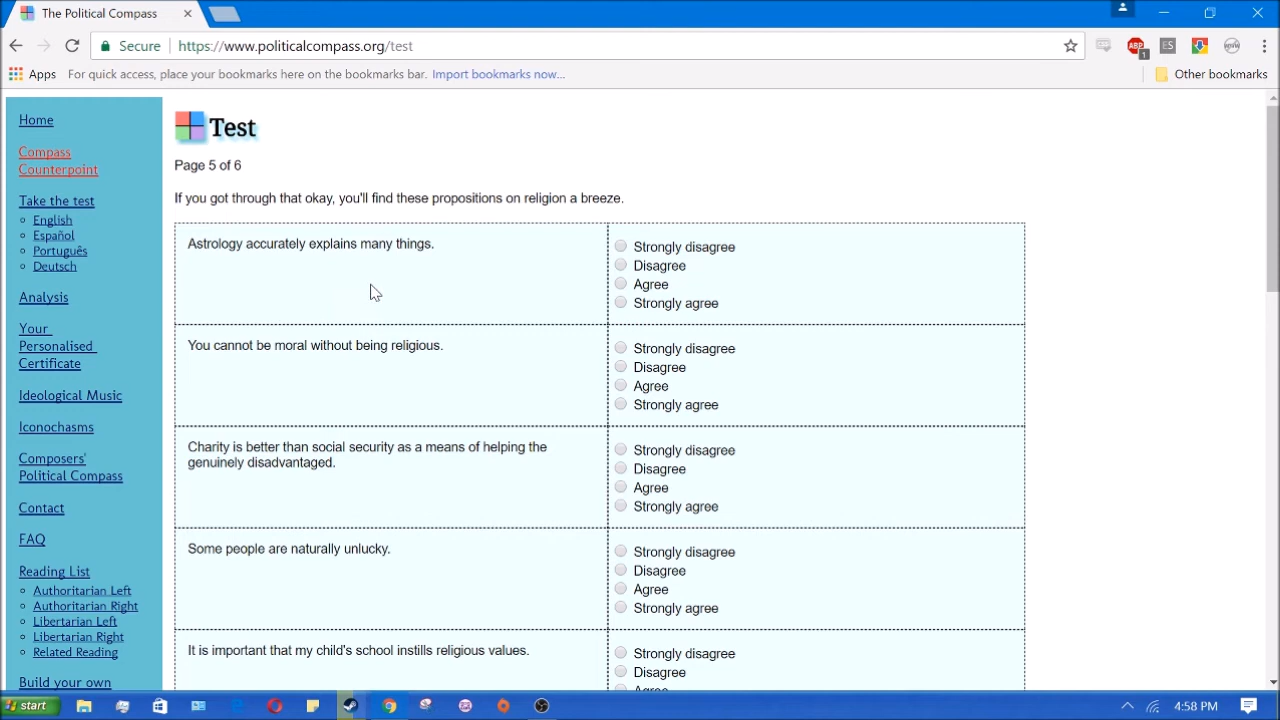 The Political Compass
Secure
https://www.politicalcompass.org/test
ABP
1
ES
Apps
For quick access, place your bookmarks here on the bookmarks bar.
Import bookmarks now...
Other bookmarks
Home
Compass
Counterpoint
Take the test
English
Español
Português
Deutsch
Analysis
Your
Personalised
Certificate
Ideological Music
Iconochasms
Composers'
Political Compass
Contact
FAQ
Reading List
Authoritarian Left
Authoritarian Right
Libertarian Left
Libertarian Right
Related Reading
Build your own
Test
Page 5 of 6
If you got through that okay, you'll find these propositions on religion a breeze.
Astrology accurately explains many things.
Strongly disagree
Disagree
Agree
Strongly agree
You cannot be moral without being religious.
Strongly disagree
Disagree
Agree
Strongly agree
Charity is better than social security as a means of helping the
genuinely disadvantaged.
Strongly disagree
Disagree
Agree
Strongly agree
Some people are naturally unlucky.
Strongly disagree
Disagree
Agree
Strongly agree
It is important that my child's school instills religious values.
Strongly disagree
Disagree
Agree
start
4:58 PM